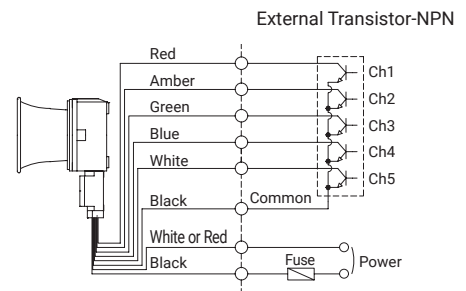 External Transistor-NPN
Red
Ch1
Amber
Ch2
Green
Ch3
Blue
Ch4
White
Ch5
Black
Common
White or Red
Black
Fuse
Power